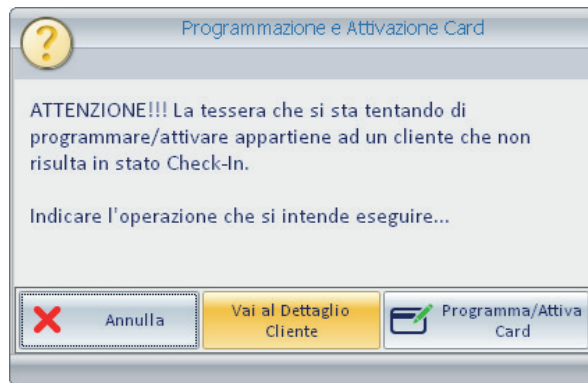 Programmazione e Attivazione Card
ATTENZIONE!!! La tessera che si sta tentando di
programmare/attivare appartiene ad un cliente che non
risulta in stato Check-In.
Indicare l'operazione che si intende eseguire...
Annulla
Vai al Dettaglio
Cliente
Programma/Attiva
Card